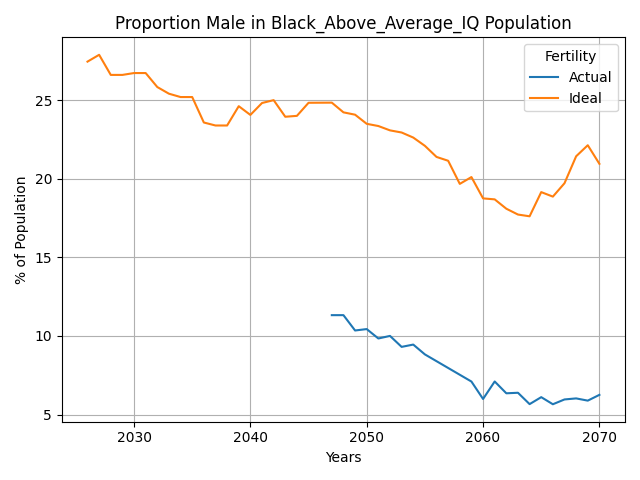 Proportion Male in Black_Above_Average_IQ Population
Fertility
Actual
Ideal
% of Population
25
20
15
10
5
2030 2040 2050 2060 2070
Years